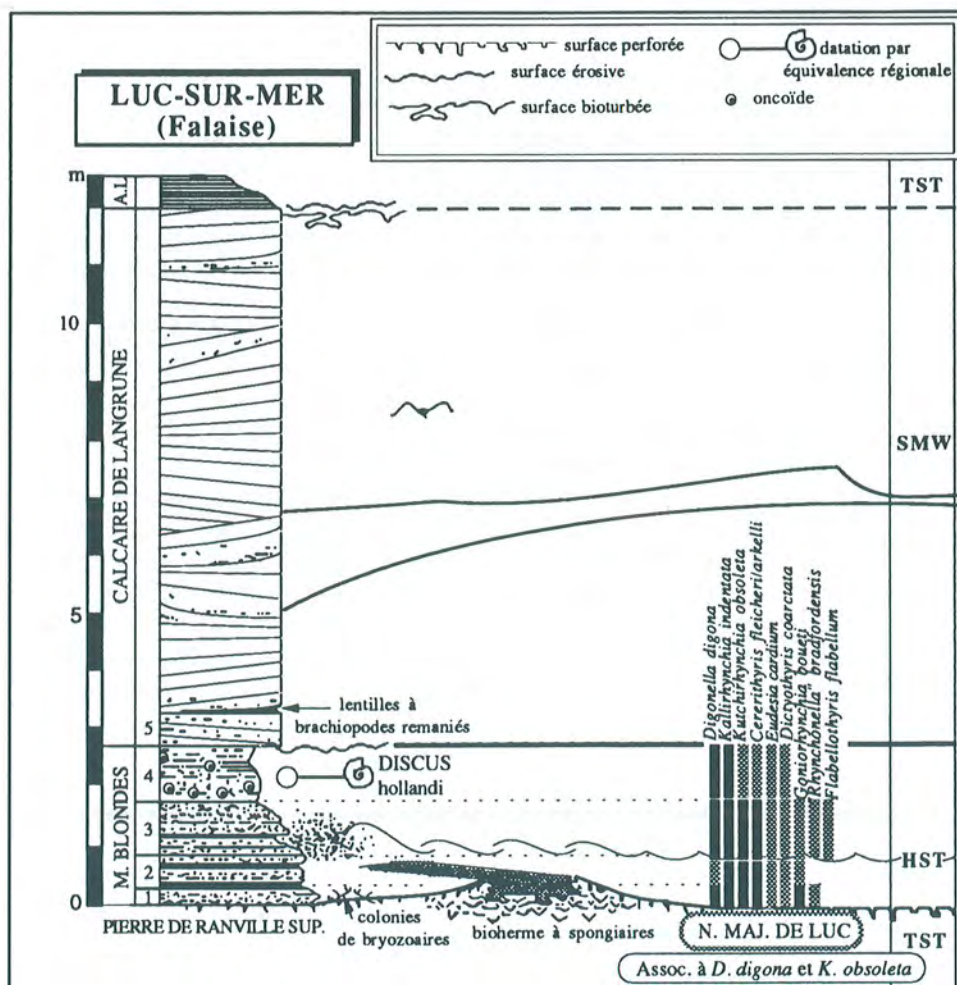 LUC-SUR-MER
(Falaise)
surface perforée
surface érosive
surface bioturbée
datation par
équivalence régionale
oncoïde
m
A.L
TST
10
CALCAIRE DE LANGRUNE
SMW
5
lentilles à
brachiopodes remaniés
5
Digonella digona
Kallirhynchia indentata
Kutchirhynchia obsoleta
Cererithyris fleicheri/arkelli
Eudesia cardium
Dictyothyris coarctata
Goniorhynchia boueti
"Rhynchonella" bradfordensis
Flabellothyris flabellum
M. BLONDES
4
DISCUS
hollandi
3
2
HST
1
0
colonies
de bryozoaires
PIERRE DE RANVILLE SUP.
bioherme à spongiaires
N. MAJ. DE LUC
TST
Assoc. à D. digona et K. obsoleta